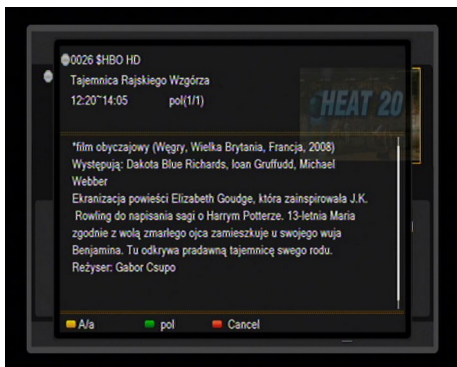 0026 $HBO HD
Tajemnica Rajskiego Wzgórza
12:20~14:05 pol(1/1)
HEAT 20
*film obyczajowy (Węgry, Wielka Brytania, Francja, 2008)
Występują: Dakota Blue Richards, Ioan Gruffudd, Michael
Webber
Ekranizacja powieści Elizabeth Goudge, która zainspirowała J.K.
Rowling do napisania sagi o Harrym Potterze. 13-letnia Maria
zgodnie z wolą zmarłego ojca zamieszkuje u swojego wuja
Benjamina. Tu odkrywa pradawną tajemnicę swego rodu.
Reżyser: Gabor Csupo
A/a pol Cancel